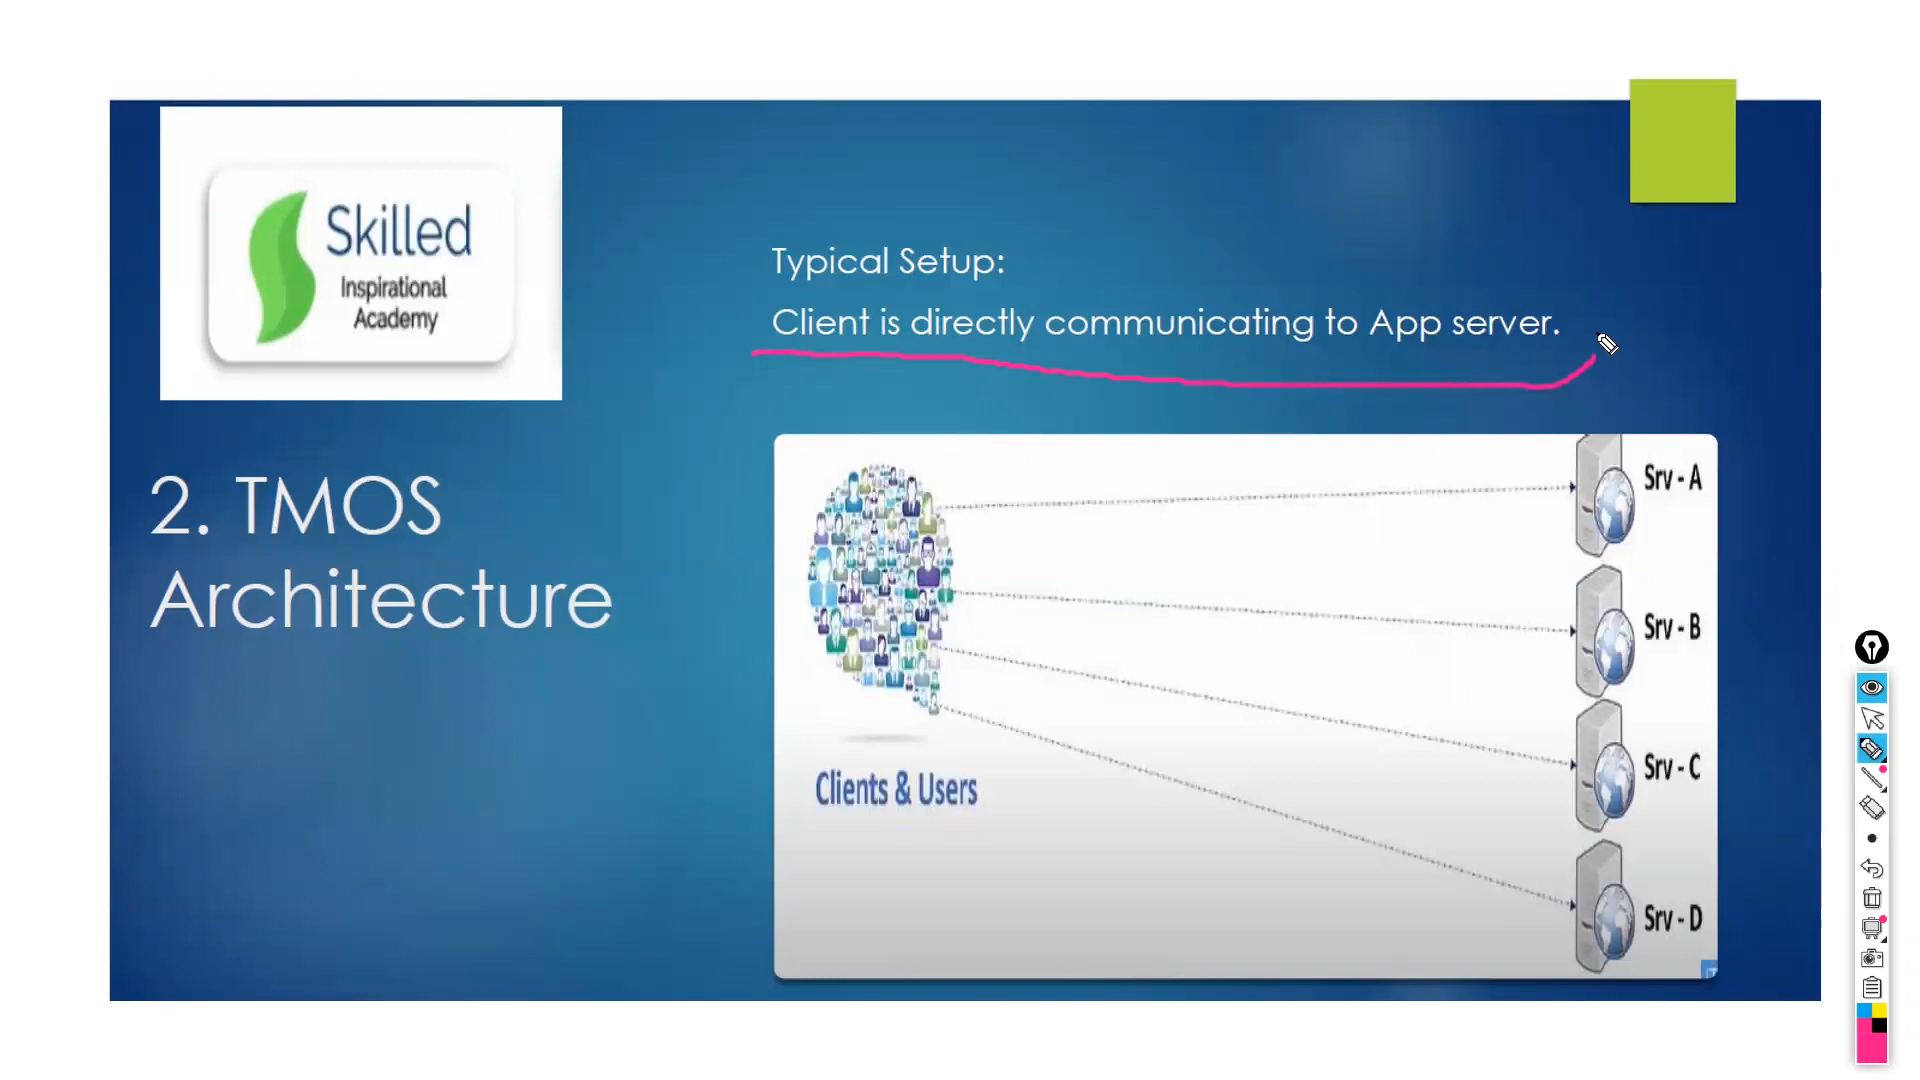 Skilled
Inspirational
Academy
2. TMOS
Architecture
Typical Setup:
Client is directly communicating to App server.
Srv - A
Srv - B
Srv - C
Srv - D
Clients & Users